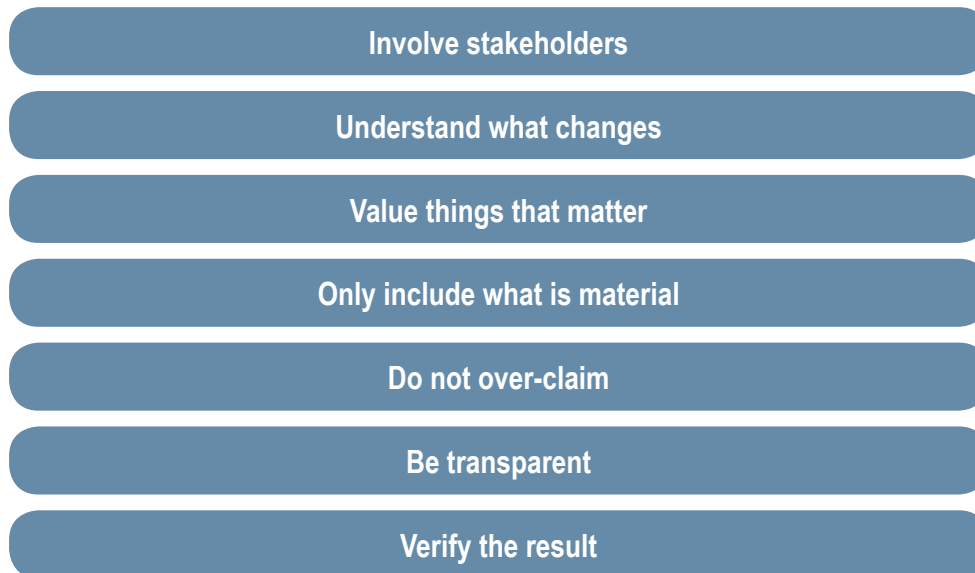 Involve stakeholders
Understand what changes
Value things that matter
Only include what is material
Do not over-claim
Be transparent
Verify the result